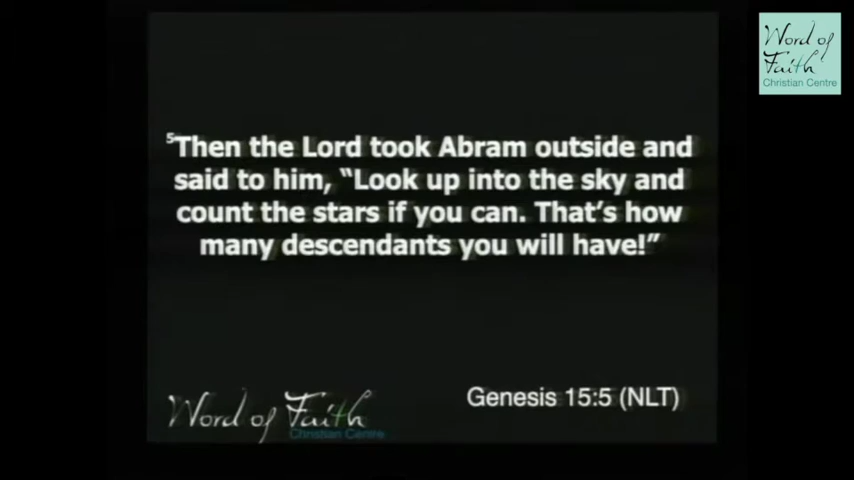 Word of
Faith
Christian Centre
⁵Then the Lord took Abram outside and
said to him, “Look up into the sky and
count the stars if you can. That’s how
many descendants you will have!”
Word of Faith
Christian Centre
Genesis 15:5 (NLT)